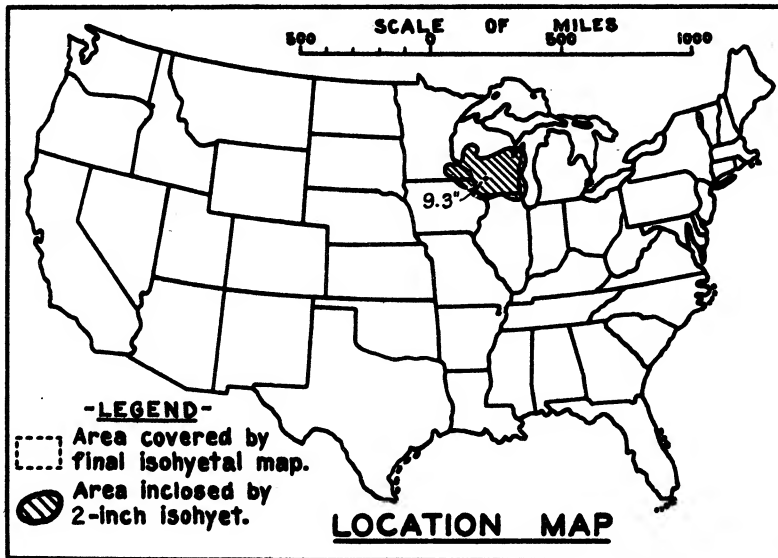 SCALE OF MILES
500 0 500 1000
9.3"
-LEGEND-
Area covered by
final isohyetal map.
Area inclosed by
2-inch isohyet.
LOCATION MAP